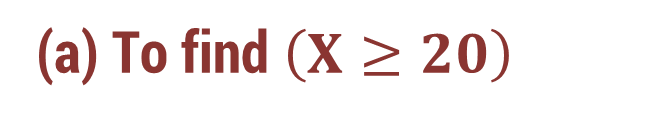 (a) To find (X ≥ 20)